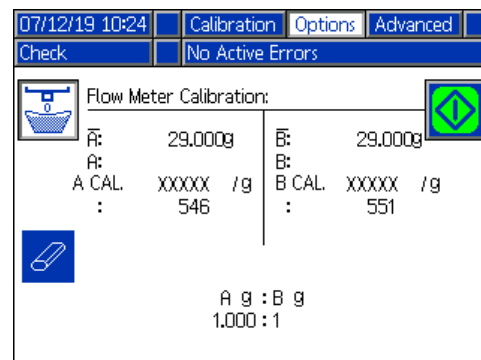 07/12/19 10:24 Calibration Options Advanced
Check No Active Errors
Flow Meter Calibration:
A̅: 29.000g B̅: 29.000g
A: B:
A CAL. XXXXX /g B CAL. XXXXX /g
: 546 : 551
A g :B g
1.000 : 1